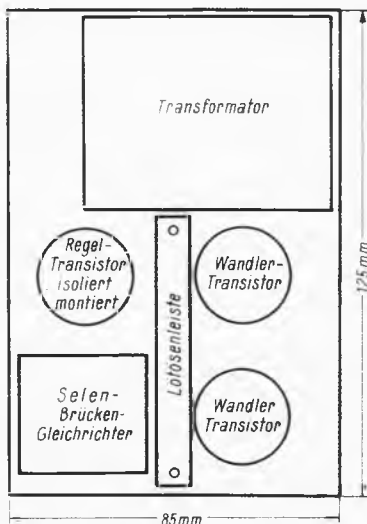 Transformator
Regel-
Transistor
Isoliert
montiert
Wandler-
Transistor
Lötösenleiste
125mm
Selen-
Brücken-
Gleichrichter
Wandler
Transistor
85mm